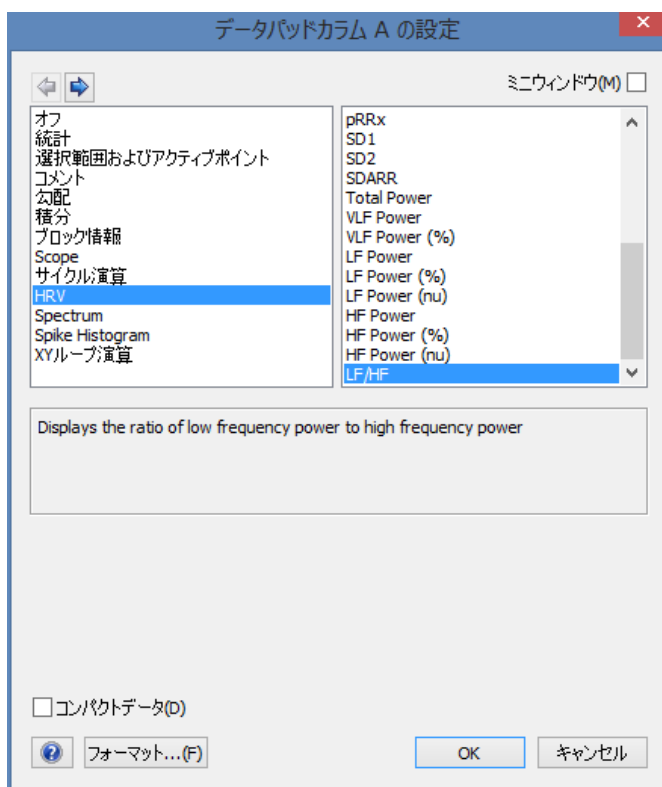 データパッドカラム A の設定
ミニウィンドウ(M)
オフ
統計
選択範囲およびアクティブポイント
コメント
勾配
積分
ブロック情報
Scope
サイクル演算
HRV
Spectrum
Spike Histogram
XYループ演算
pRRx
SD1
SD2
SDARR
Total Power
VLF Power
VLF Power (%)
LF Power
LF Power (%)
LF Power (nu)
HF Power
HF Power (%)
HF Power (nu)
LF/HF
Displays the ratio of low frequency power to high frequency power
コンパクトデータ(D)
フォーマット...(F)
OK
キャンセル